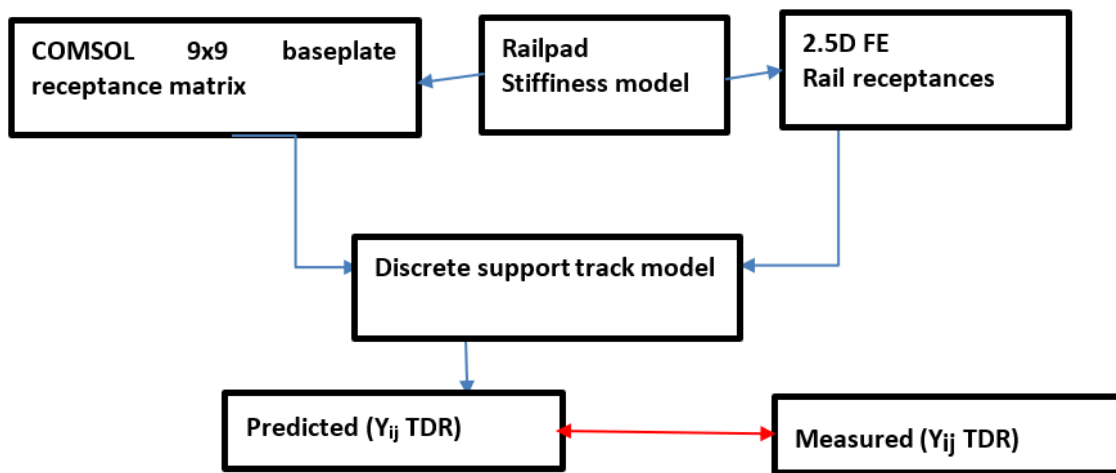 COMSOL 9x9 baseplate
receptance matrix
Railpad
Stiffiness model
2.5D FE
Rail receptances
Discrete support track model
Predicted (Yij TDR)
Measured (Yij TDR)